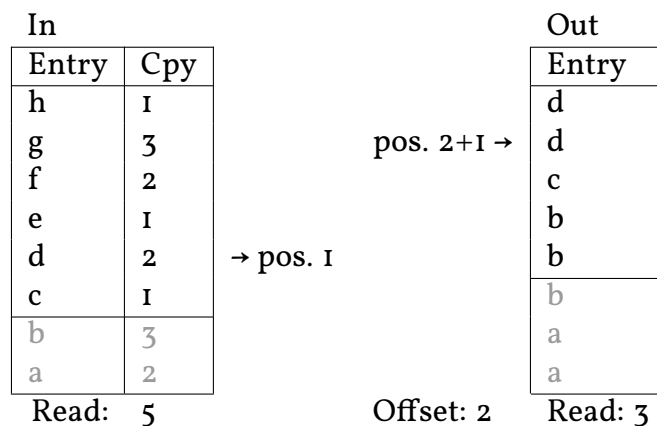 In Out
Entry Cpy Entry
h 1 d
g 3 pos. 2+1 → d
f 2 c
e 1 b
d 2 → pos. 1 b
c 1 b
b 3 a
a 2 a
Read: 5 Offset: 2 Read: 3